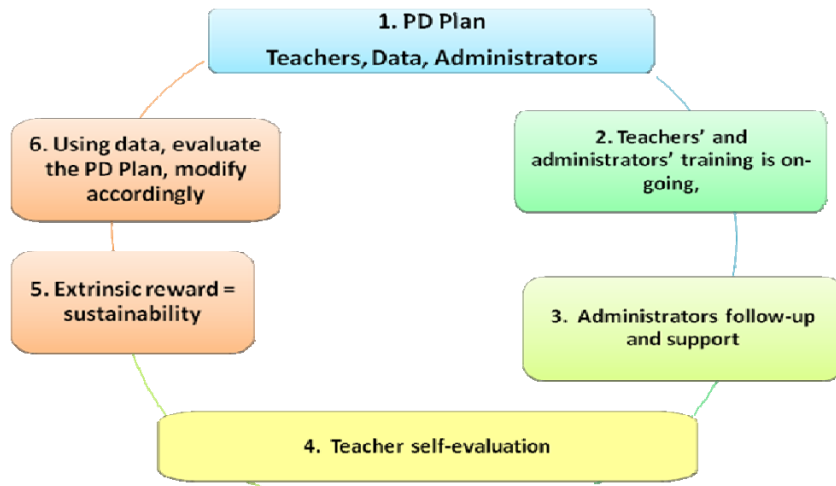 1. PD Plan
Teachers, Data, Administrators
2. Teachers' and
administrators' training is on-
going,
3. Administrators follow-up
and support
4. Teacher self-evaluation
5. Extrinsic reward =
sustainability
6. Using data, evaluate
the PD Plan, modify
accordingly